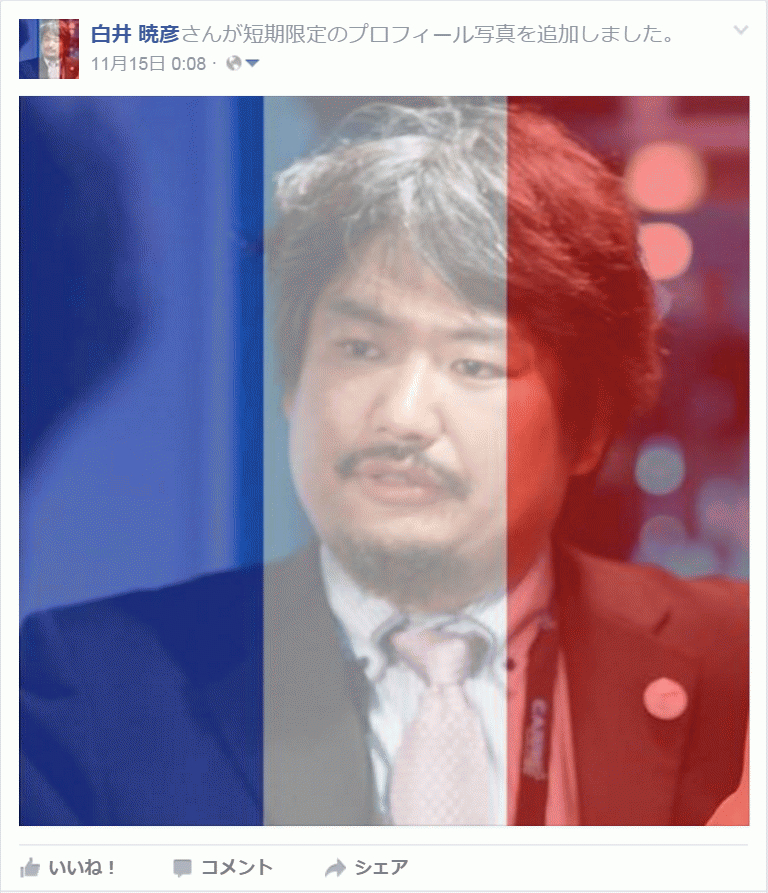 白井 暁彦さんが短期限定のプロフィール写真を追加しました。
11月15日 0:08 ·
いいね！ コメント シェア